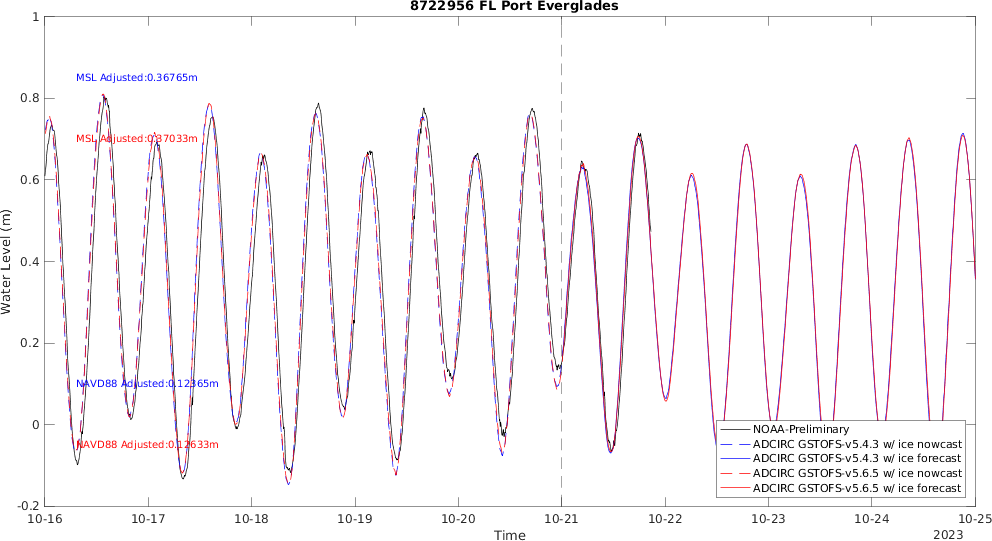 8722956 FL Port Everglades
1
0.8
0.6
0.4
0.2
0
-0.2
Water Level (m)
MSL Adjusted:0.36765m
MSL Adjusted:0.37033m
NAVD88 Adjusted:0.12365m
NAVD88 Adjusted:0.12633m
NOAA-Preliminary
ADCIRC GSTOFS-v5.4.3 w/ ice nowcast
ADCIRC GSTOFS-v5.4.3 w/ ice forecast
ADCIRC GSTOFS-v5.6.5 w/ ice nowcast
ADCIRC GSTOFS-v5.6.5 w/ ice forecast
10-16 10-17 10-18 10-19 10-20 10-21 10-22 10-23 10-24 10-25
Time
2023